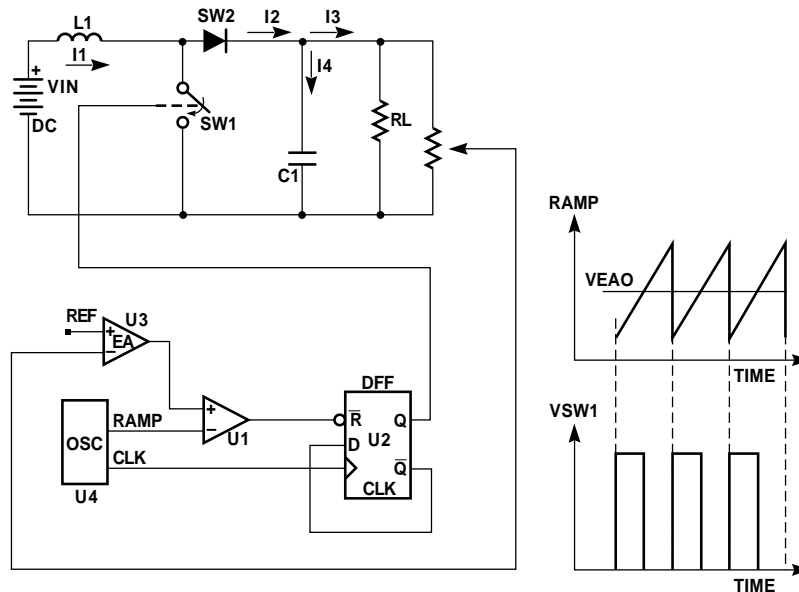 SW2
L1
I2
I3
I1
I4
+
VIN
DC
SW1
RL
C1
RAMP
VEAO
TIME
REF
U3
+
EA
–
DFF
+
R̅
Q
RAMP
–
U1
D
U2
OSC
CLK
Q̅
U4
CLK
VSW1
TIME